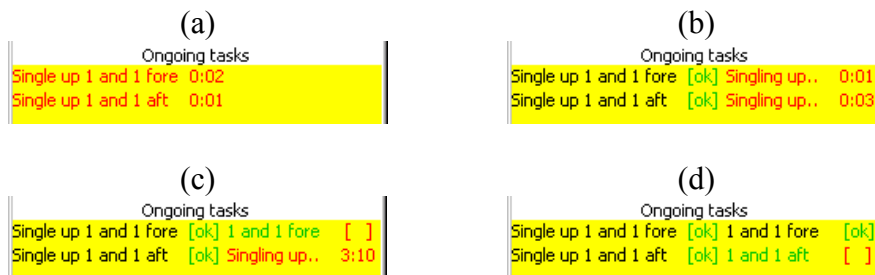 (a)
Ongoing tasks
Single up 1 and 1 fore 0:02
Single up 1 and 1 aft 0:01
(b)
Ongoing tasks
Single up 1 and 1 fore [ok] Singling up.. 0:01
Single up 1 and 1 aft [ok] Singling up.. 0:03
(c)
Ongoing tasks
Single up 1 and 1 fore [ok] 1 and 1 fore [ ]
Single up 1 and 1 aft [ok] Singling up.. 3:10
(d)
Ongoing tasks
Single up 1 and 1 fore [ok] 1 and 1 fore [ok]
Single up 1 and 1 aft [ok] 1 and 1 aft [ ]